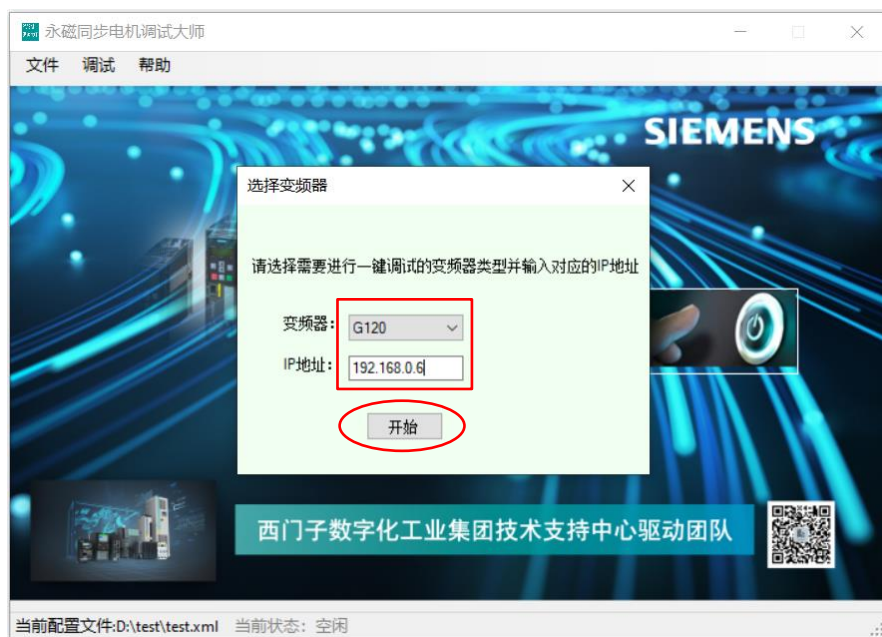 永磁同步电机调试大师
文件 调试 帮助
SIEMENS
选择变频器
请选择需要进行一键调试的变频器类型并输入对应的IP地址
变频器： G120
IP地址： 192.168.0.6
开始
西门子数字化工业集团技术支持中心驱动团队
当前配置文件:D:\test\test.xml 当前状态：空闲